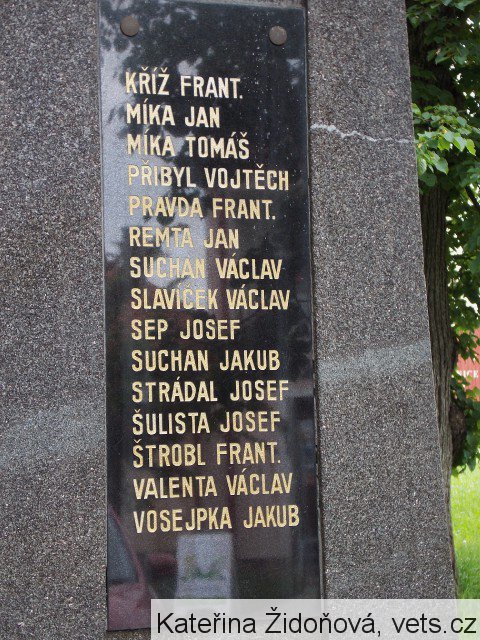 KŘÍŽ FRANT.
MÍKA JAN
MÍKA TOMÁŠ
PŘIBYL VOJTĚCH
PRAVDA FRANT.
REMTA JAN
SUCHAN VÁCLAV
SLAVÍČEK VÁCLAV
SEP JOSEF
SUCHAN JAKUB
STRÁDAL JOSEF
ŠULISTA JOSEF
ŠTROBL FRANT.
VALENTA VÁCLAV
VOSEJPKA JAKUB
Kateřina Židoňová, vets.cz